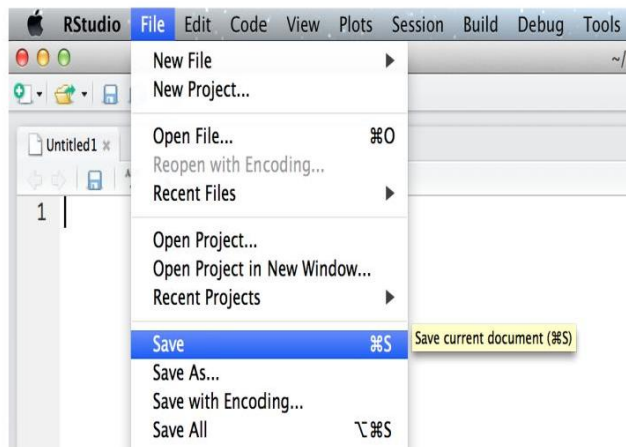 RStudio File Edit Code View Plots Session Build Debug Tools
~/
New File
New Project...
Untitled1
Open File... ⌘O
Reopen with Encoding...
Recent Files
1
Open Project...
Open Project in New Window...
Recent Projects
Save ⌘S
Save current document (⌘S)
Save As...
Save with Encoding...
Save All ⌥⌘S